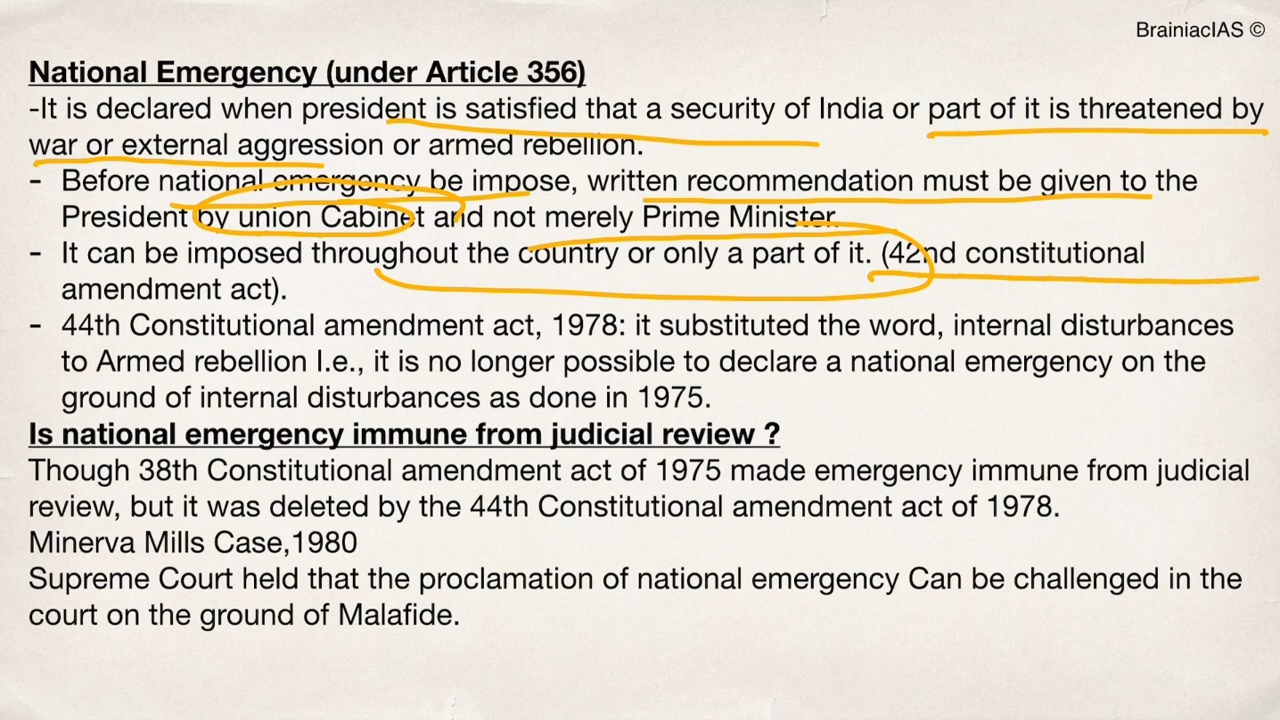 BrainiacIAS ©
National Emergency (under Article 356)
-It is declared when president is satisfied that a security of India or part of it is threatened by
war or external aggression or armed rebellion.
- Before national emergency be impose, written recommendation must be given to the
President by union Cabinet and not merely Prime Minister.
- It can be imposed throughout the country or only a part of it. (42nd constitutional
amendment act).
- 44th Constitutional amendment act, 1978: it substituted the word, internal disturbances
to Armed rebellion I.e., it is no longer possible to declare a national emergency on the
ground of internal disturbances as done in 1975.
Is national emergency immune from judicial review ?
Though 38th Constitutional amendment act of 1975 made emergency immune from judicial
review, but it was deleted by the 44th Constitutional amendment act of 1978.
Minerva Mills Case,1980
Supreme Court held that the proclamation of national emergency Can be challenged in the
court on the ground of Malafide.